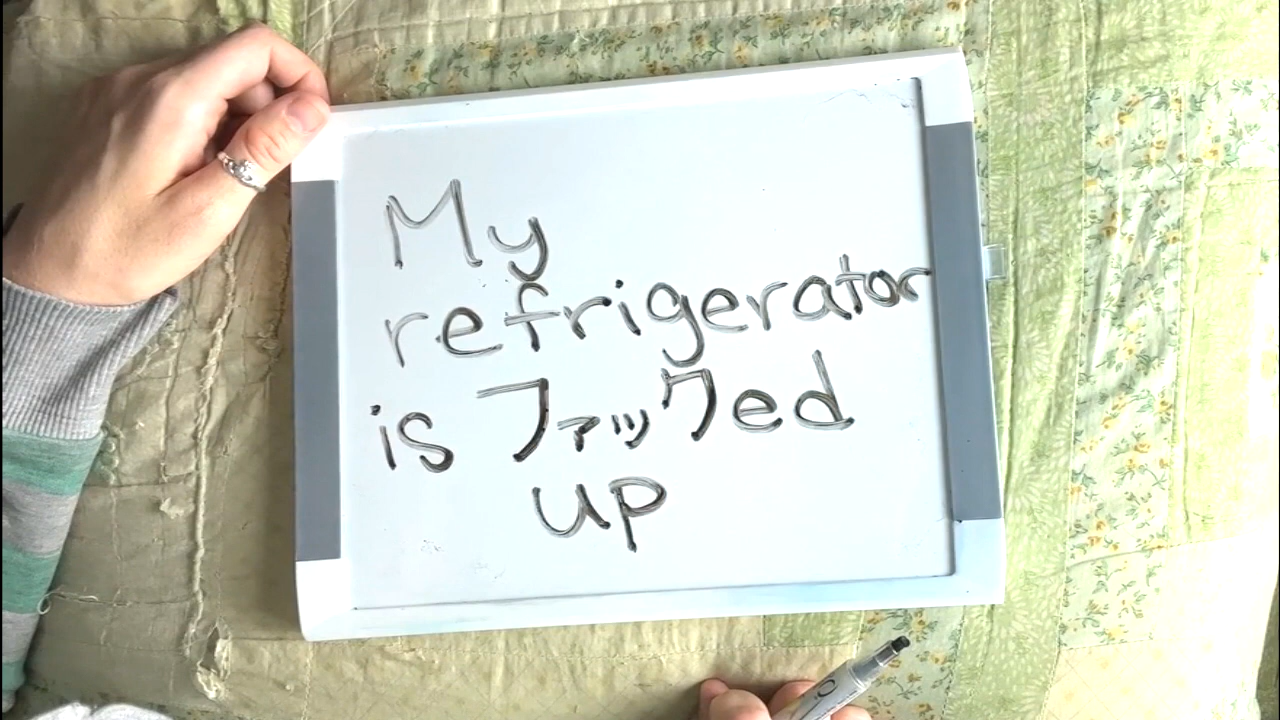 My
refrigerator
is ファックed
up